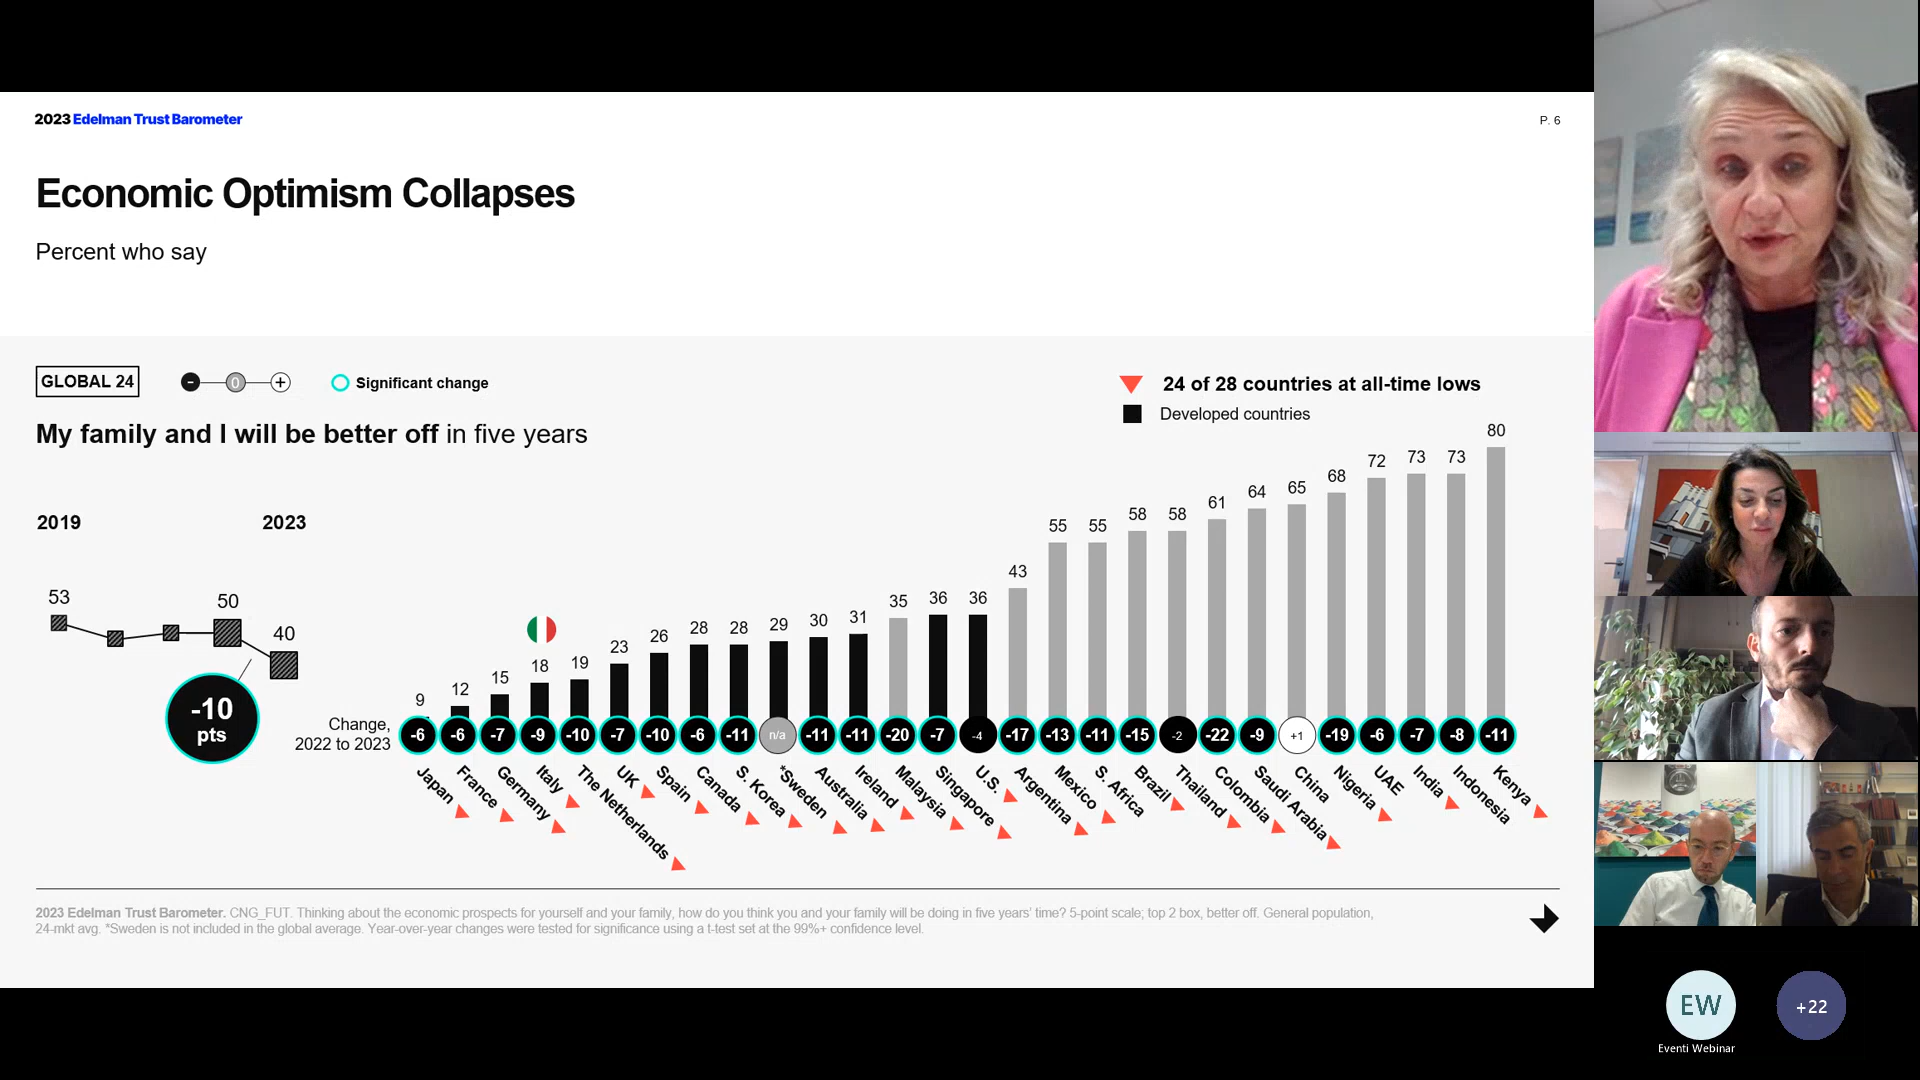 2023 Edelman Trust Barometer
P. 6
Economic Optimism Collapses
Percent who say
GLOBAL 24
- 0 +
Significant change
24 of 28 countries at all-time lows
Developed countries
My family and I will be better off in five years
2019 2023
53 50 40
-10
pts
9 12 15 18 19 23 26 28 28 29 30 31 35 36 36 43 55 55 58 58 61 64 65 68 72 73 73 80
Change,
2022 to 2023
-6 -6 -7 -9 -10 -7 -10 -6 -11 n/a -11 -11 -20 -7 -4 -17 -13 -11 -15 -2 -22 -9 +1 -19 -6 -7 -8 -11
Japan France Germany Italy The Netherlands UK Spain Canada S. Korea *Sweden Australia Ireland Malaysia Singapore U.S. Argentina Mexico S. Africa Brazil Thailand Colombia Saudi Arabia China Nigeria UAE India Indonesia Kenya
2023 Edelman Trust Barometer. CNG_FUT. Thinking about the economic prospects for yourself and your family, how do you think you and your family will be doing in five years' time? 5-point scale; top 2 box, better off. General population,
24-mkt avg. *Sweden is not included in the global average. Year-over-year changes were tested for significance using a t-test set at the 99%+ confidence level.
EW
+22
Eventi Webinar